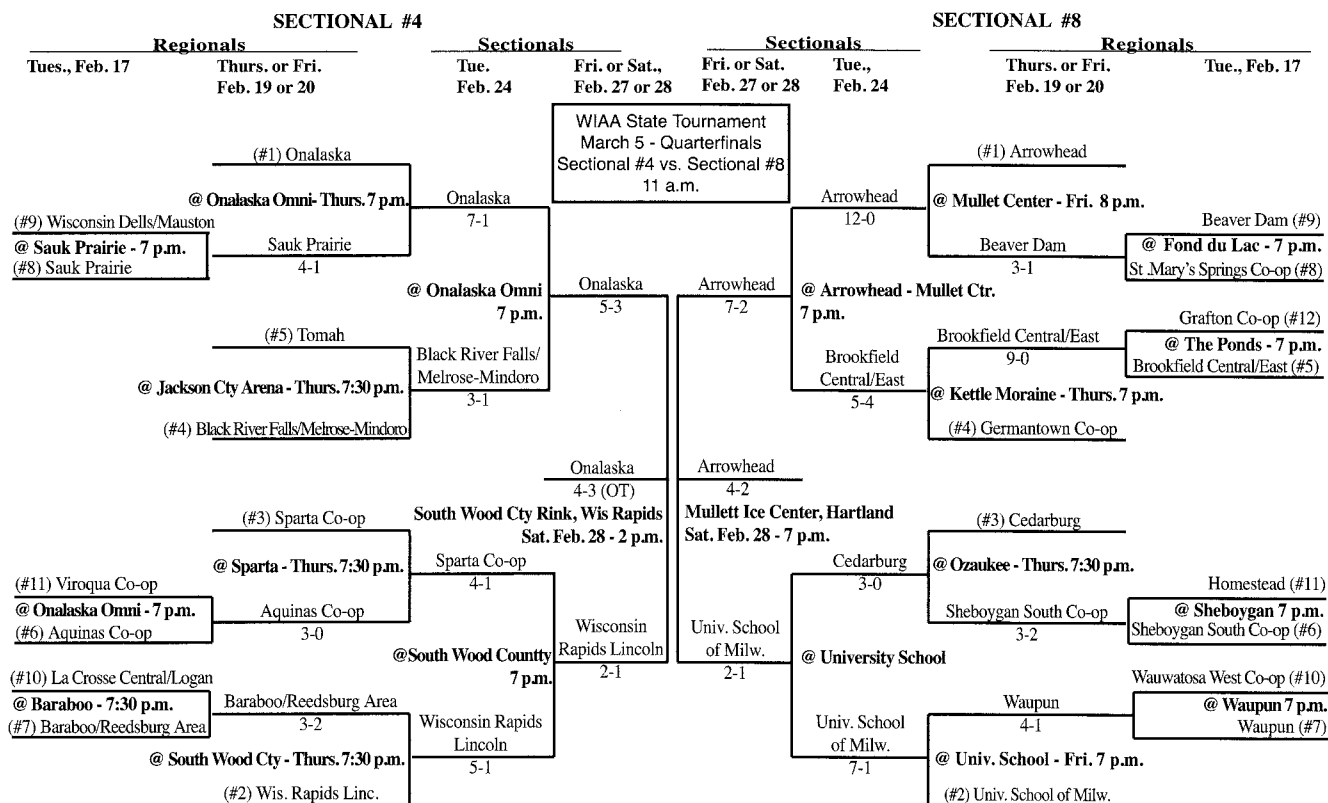 SECTIONAL #4
Regionals
Sectionals
Tues., Feb. 17
Thurs. or Fri.
Feb. 19 or 20
Tue.
Feb. 24
Fri. or Sat.,
Feb. 27 or 28
(#1) Onalaska
@ Onalaska Omni- Thurs. 7 p.m.
Onalaska
7-1
(#9) Wisconsin Dells/Mauston
@ Sauk Prairie - 7 p.m.
(#8) Sauk Prairie
Sauk Prairie
4-1
@ Onalaska Omni
7 p.m.
Onalaska
5-3
(#5) Tomah
@ Jackson Cty Arena - Thurs. 7:30 p.m.
(#4) Black River Falls/Melrose-Mindoro
Black River Falls/
Melrose-Mindoro
3-1
Onalaska
4-3 (OT)
South Wood Cty Rink, Wis Rapids
Sat. Feb. 28 - 2 p.m.
(#3) Sparta Co-op
@ Sparta - Thurs. 7:30 p.m.
Sparta Co-op
4-1
(#11) Viroqua Co-op
@ Onalaska Omni - 7 p.m.
(#6) Aquinas Co-op
Aquinas Co-op
3-0
@South Wood Countty
7 p.m.
Wisconsin
Rapids Lincoln
2-1
(#10) La Crosse Central/Logan
@ Baraboo - 7:30 p.m.
(#7) Baraboo/Reedsburg Area
Baraboo/Reedsburg Area
3-2
@ South Wood Cty - Thurs. 7:30 p.m.
(#2) Wis. Rapids Linc.
Wisconsin Rapids
Lincoln
5-1
WIAA State Tournament
March 5 - Quarterfinals
Sectional #4 vs. Sectional #8
11 a.m.
SECTIONAL #8
Sectionals
Regionals
Fri. or Sat.
Feb. 27 or 28
Tue.,
Feb. 24
Thurs. or Fri.
Feb. 19 or 20
Tue., Feb. 17
(#1) Arrowhead
Arrowhead
12-0
@ Mullet Center - Fri. 8 p.m.
Beaver Dam (#9)
@ Fond du Lac - 7 p.m.
St .Mary's Springs Co-op (#8)
Beaver Dam
3-1
Arrowhead
7-2
@ Arrowhead - Mullet Ctr.
7 p.m.
Grafton Co-op (#12)
@ The Ponds - 7 p.m.
Brookfield Central/East (#5)
Brookfield Central/East
9-0
Brookfield
Central/East
5-4
@ Kettle Moraine - Thurs. 7 p.m.
(#4) Germantown Co-op
Arrowhead
4-2
Mullett Ice Center, Hartland
Sat. Feb. 28 - 7 p.m.
(#3) Cedarburg
Cedarburg
3-0
@Ozaukee - Thurs. 7:30 p.m.
Homestead (#11)
@ Sheboygan 7 p.m.
Sheboygan South Co-op (#6)
Sheboygan South Co-op
3-2
Univ. School
of Milw.
2-1
@ University School
Wauwatosa West Co-op (#10)
@ Waupun 7 p.m.
Waupun (#7)
Waupun
4-1
Univ. School
of Milw.
7-1
@ Univ. School - Fri. 7 p.m.
(#2) Univ. School of Milw.